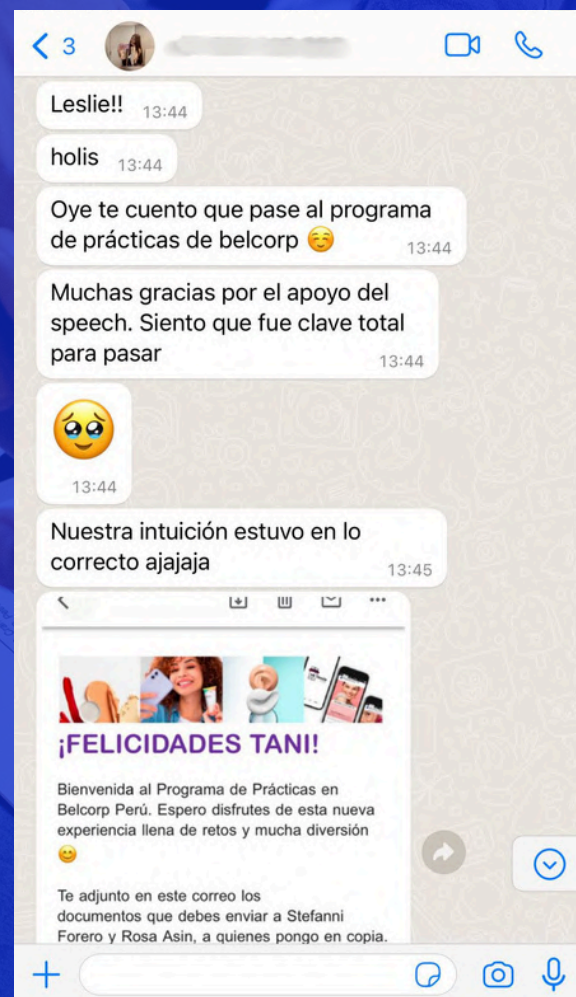 3
Leslie!! 13:44
holis 13:44
Oye te cuento que pase al programa
de prácticas de belcorp ☺️ 13:44
Muchas gracias por el apoyo del
speech. Siento que fue clave total
para pasar 13:44
🥹
13:44
Nuestra intuición estuvo en lo
correcto ajajaja 13:45
¡FELICIDADES TANI!
Bienvenida al Programa de Prácticas en
Belcorp Perú. Espero disfrutes de esta nueva
experiencia llena de retos y mucha diversión
😊
Te adjunto en este correo los
documentos que debes enviar a Stefanni
Forero y Rosa Asin, a quienes pongo en copia.